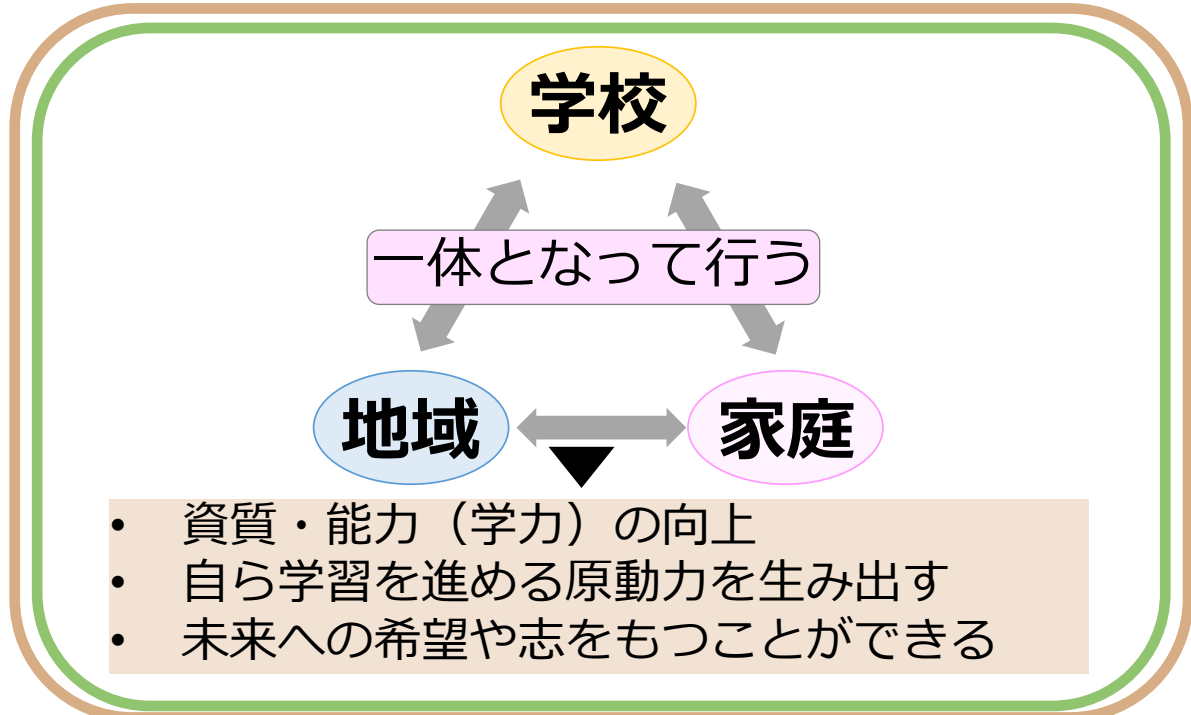 学校
一体となって行う
地域
家庭
• 資質・能力（学力）の向上
• 自ら学習を進める原動力を生み出す
• 未来への希望や志をもつことができる